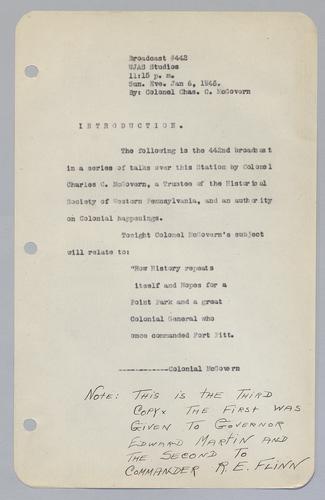 Broadcast #442
WJAS Studios
11:15 p. m.
Sun. Eve. Jan 6, 1946.
By: Colonel Chas. C. McGovern
INTRODUCTION.
The following is the 442nd broadcast
in a series of talks over this Station by Colonel
Charles C. McGovern, a Trustee of the Historical
Society of Western Pennsylvania, and an authority
on Colonial happenings.
Tonight Colonel McGovern's subject
will relate to:
"How History repeats
itself and Hopes for a
Point Park and a great
Colonial General who
once commanded Fort Pitt.
------------Colonial McGovern
Note: This is the Third
Copy. The First was
Given to Governor
Edward Martin and
The Second to
Commander R. E. Flinn